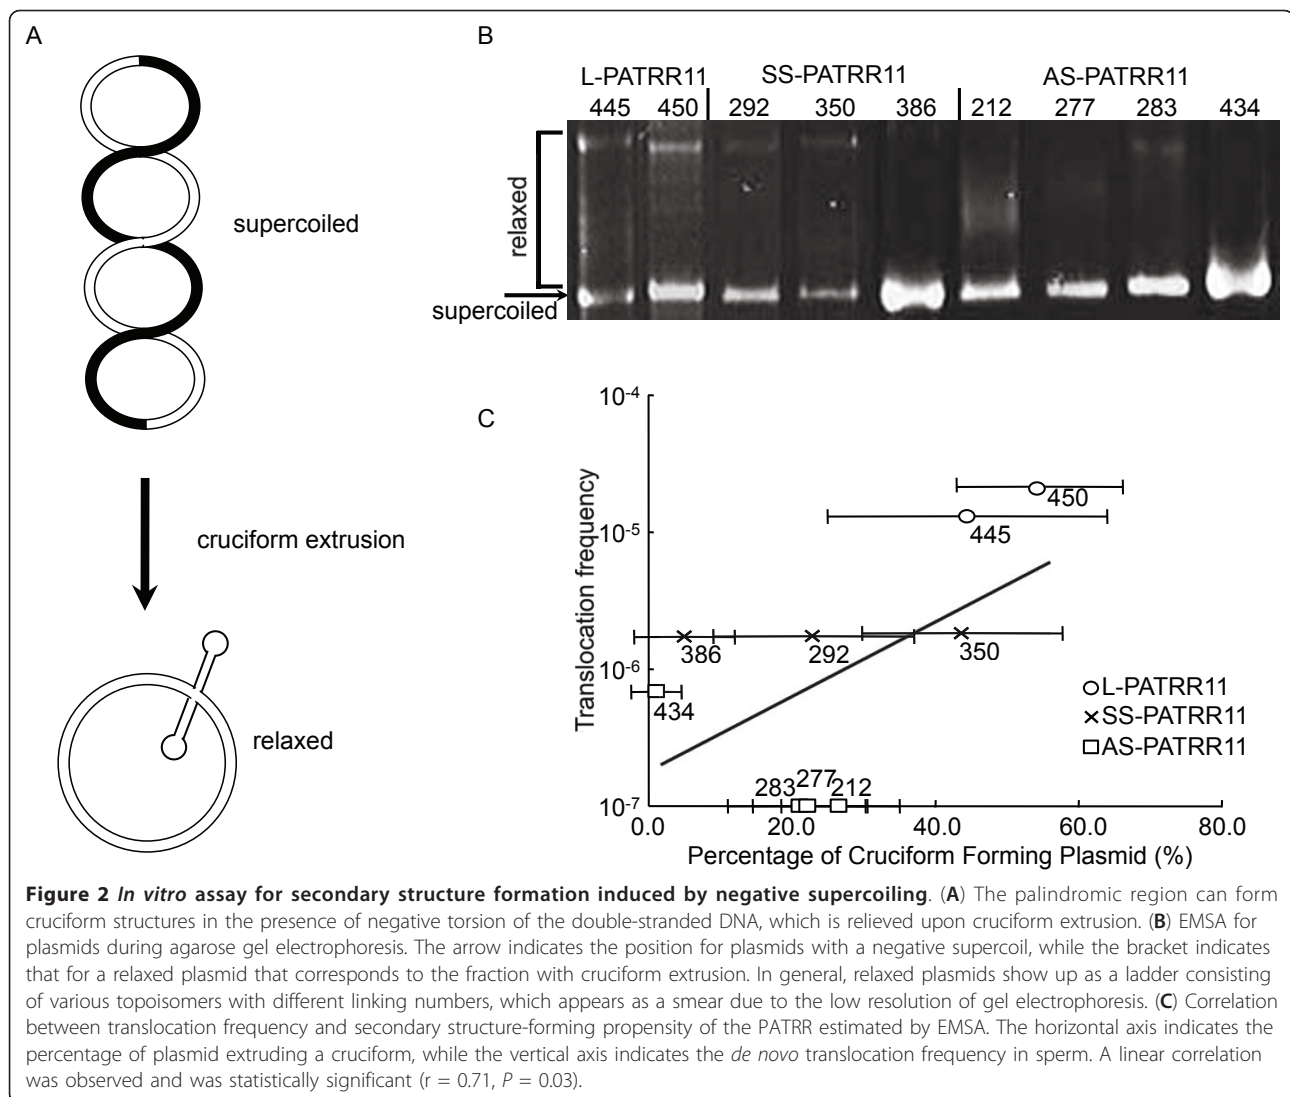 A
supercoiled
cruciform extrusion
relaxed
B
L-PATRR11 SS-PATRR11 AS-PATRR11
445 450 292 350 386 212 277 283 434
relaxed
supercoiled
C
Translocation frequency
10-4
10-5
10-6
10-7
450
445
386 292 350
434
283 277 212
L-PATRR11
SS-PATRR11
AS-PATRR11
0.0 20.0 40.0 60.0 80.0
Percentage of Cruciform Forming Plasmid (%)
Figure 2 In vitro assay for secondary structure formation induced by negative supercoiling. (A) The palindromic region can form
cruciform structures in the presence of negative torsion of the double-stranded DNA, which is relieved upon cruciform extrusion. (B) EMSA for
plasmids during agarose gel electrophoresis. The arrow indicates the position for plasmids with a negative supercoil, while the bracket indicates
that for a relaxed plasmid that corresponds to the fraction with cruciform extrusion. In general, relaxed plasmids show up as a ladder consisting
of various topoisomers with different linking numbers, which appears as a smear due to the low resolution of gel electrophoresis. (C) Correlation
between translocation frequency and secondary structure-forming propensity of the PATRR estimated by EMSA. The horizontal axis indicates the
percentage of plasmid extruding a cruciform, while the vertical axis indicates the de novo translocation frequency in sperm. A linear correlation
was observed and was statistically significant (r = 0.71, P = 0.03).